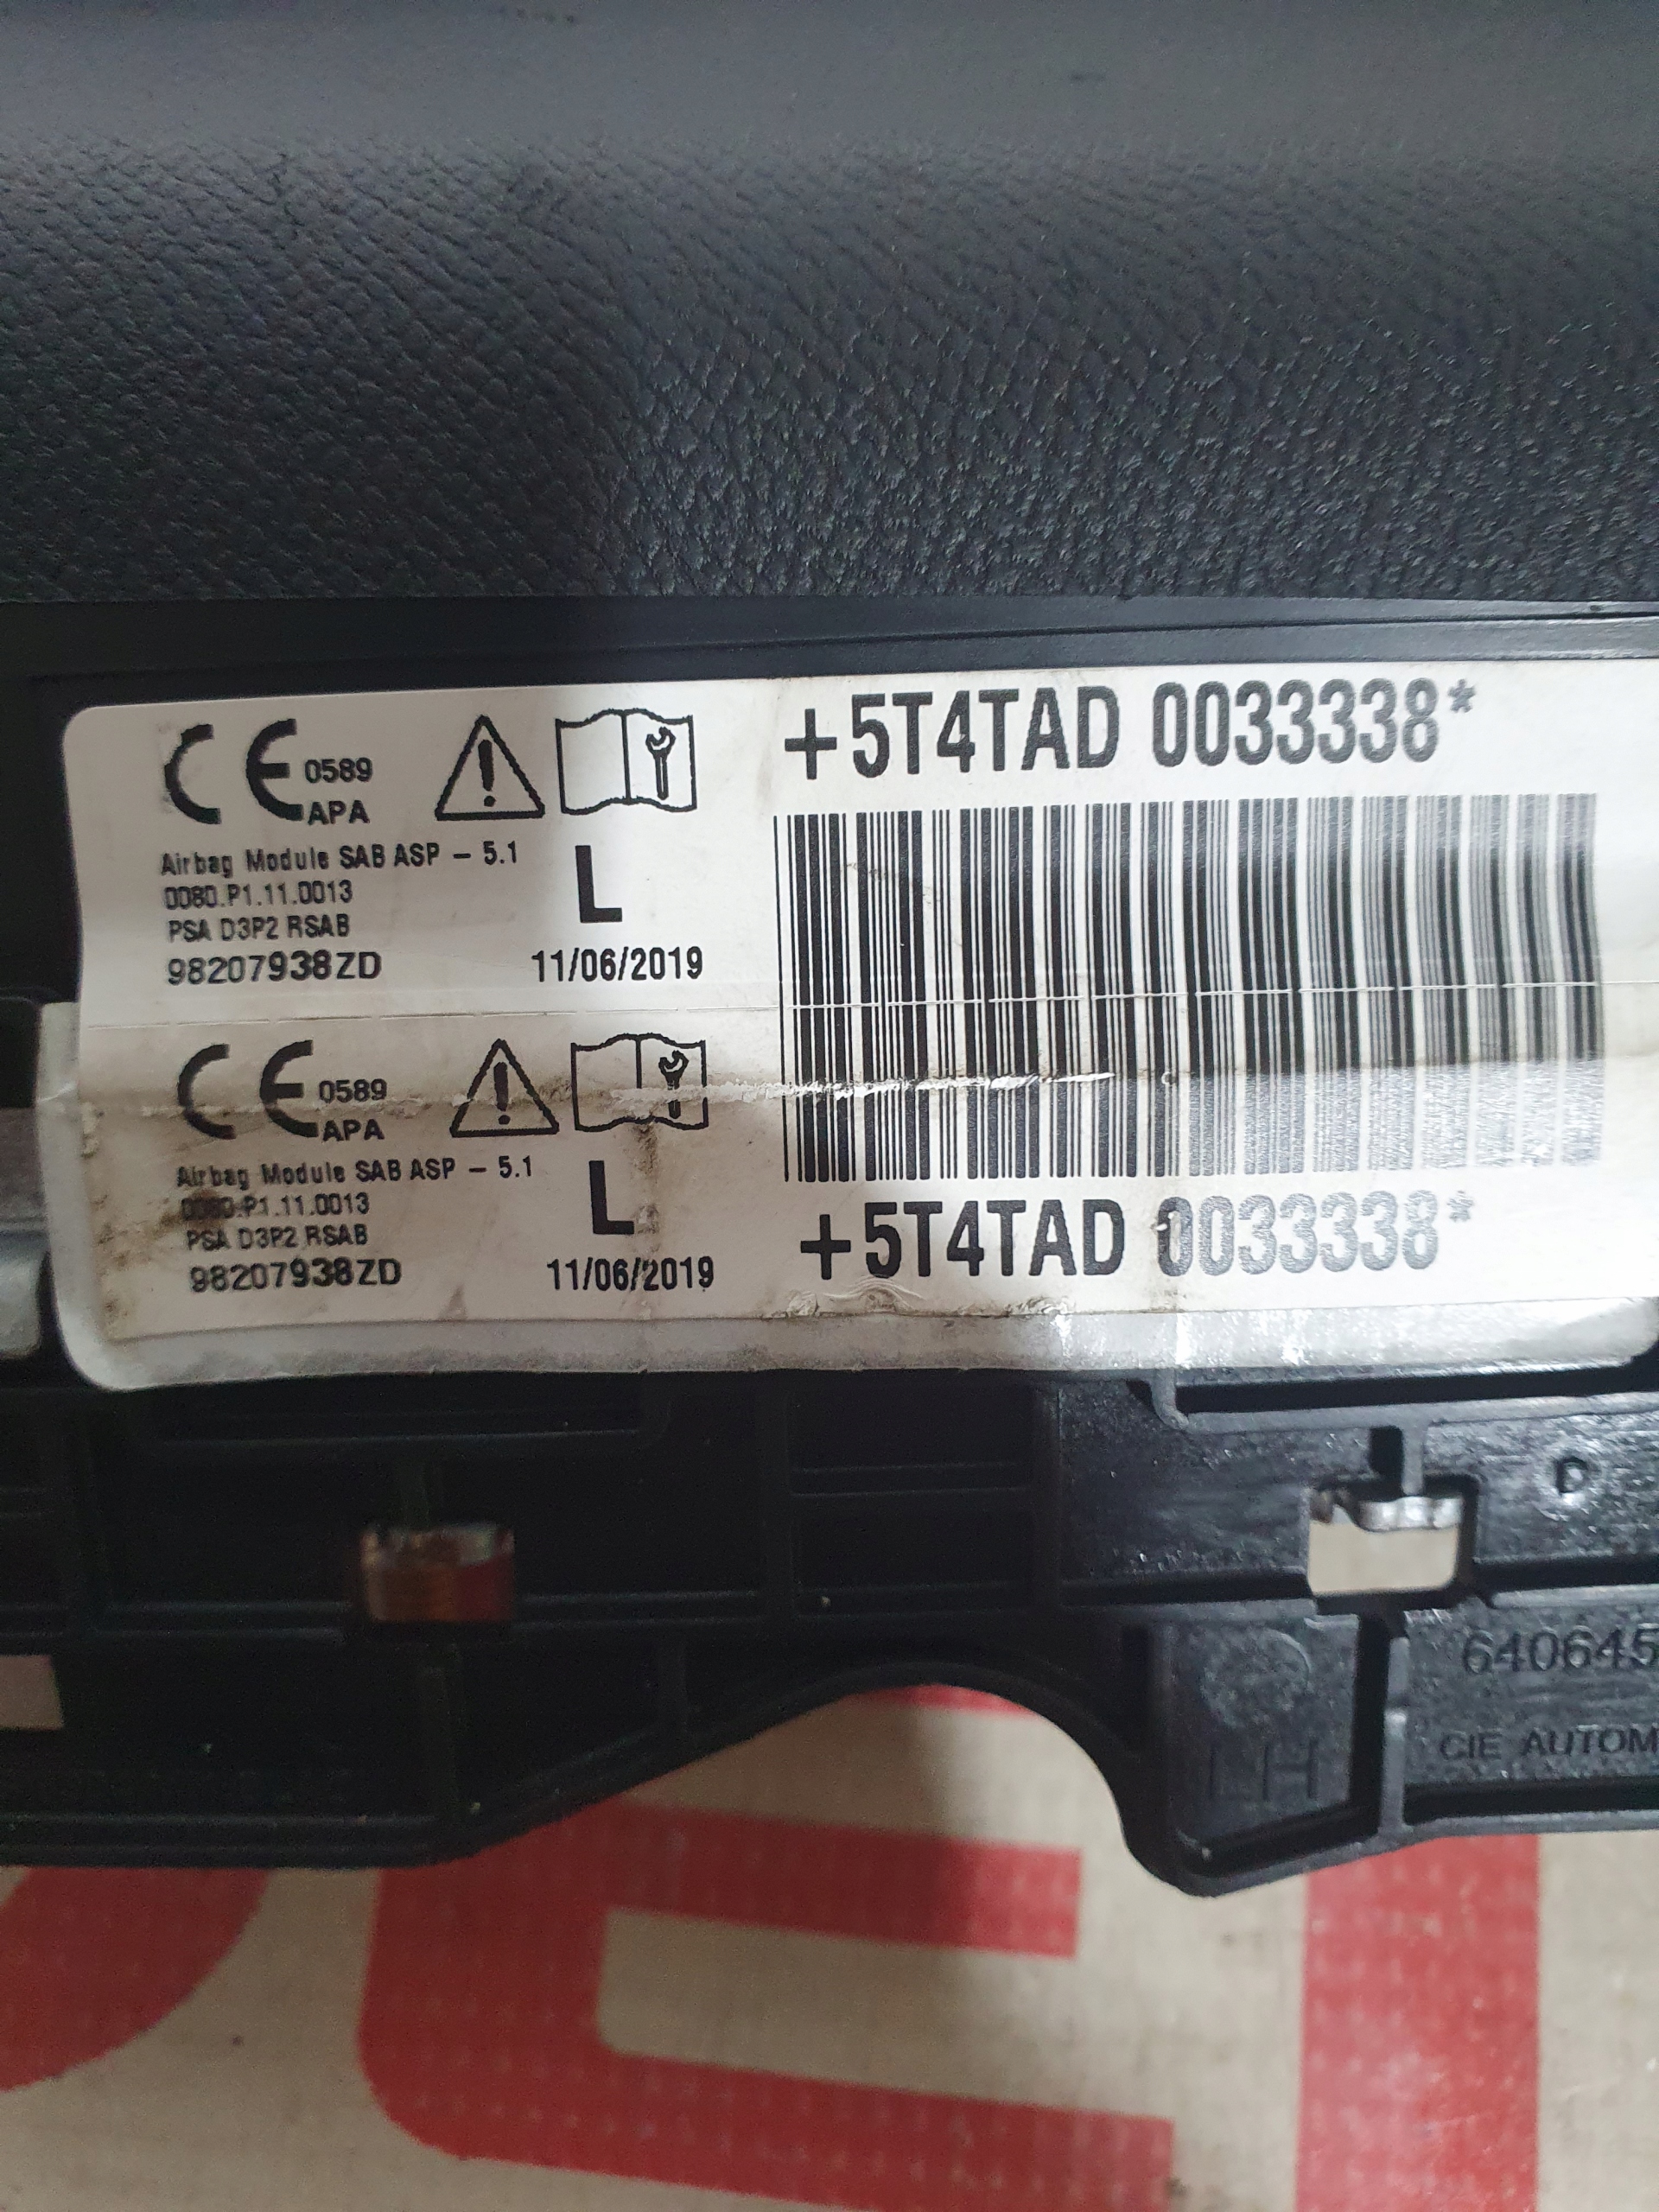 CE 0589
APA
Airbag Module SAB ASP - 5.1
0080.P1.11.0013
PSA D3P2 RSAB
L
98207938ZD
11/06/2019
+5T4TAD 0033338*
CE 0589
APA
Airbag Module SAB ASP - 5.1
0080.P1.11.0013
PSA D3P2 RSAB
L
98207938ZD
11/06/2019
+5T4TAD 0033338*
D
640645
LH
CIE AUTOM